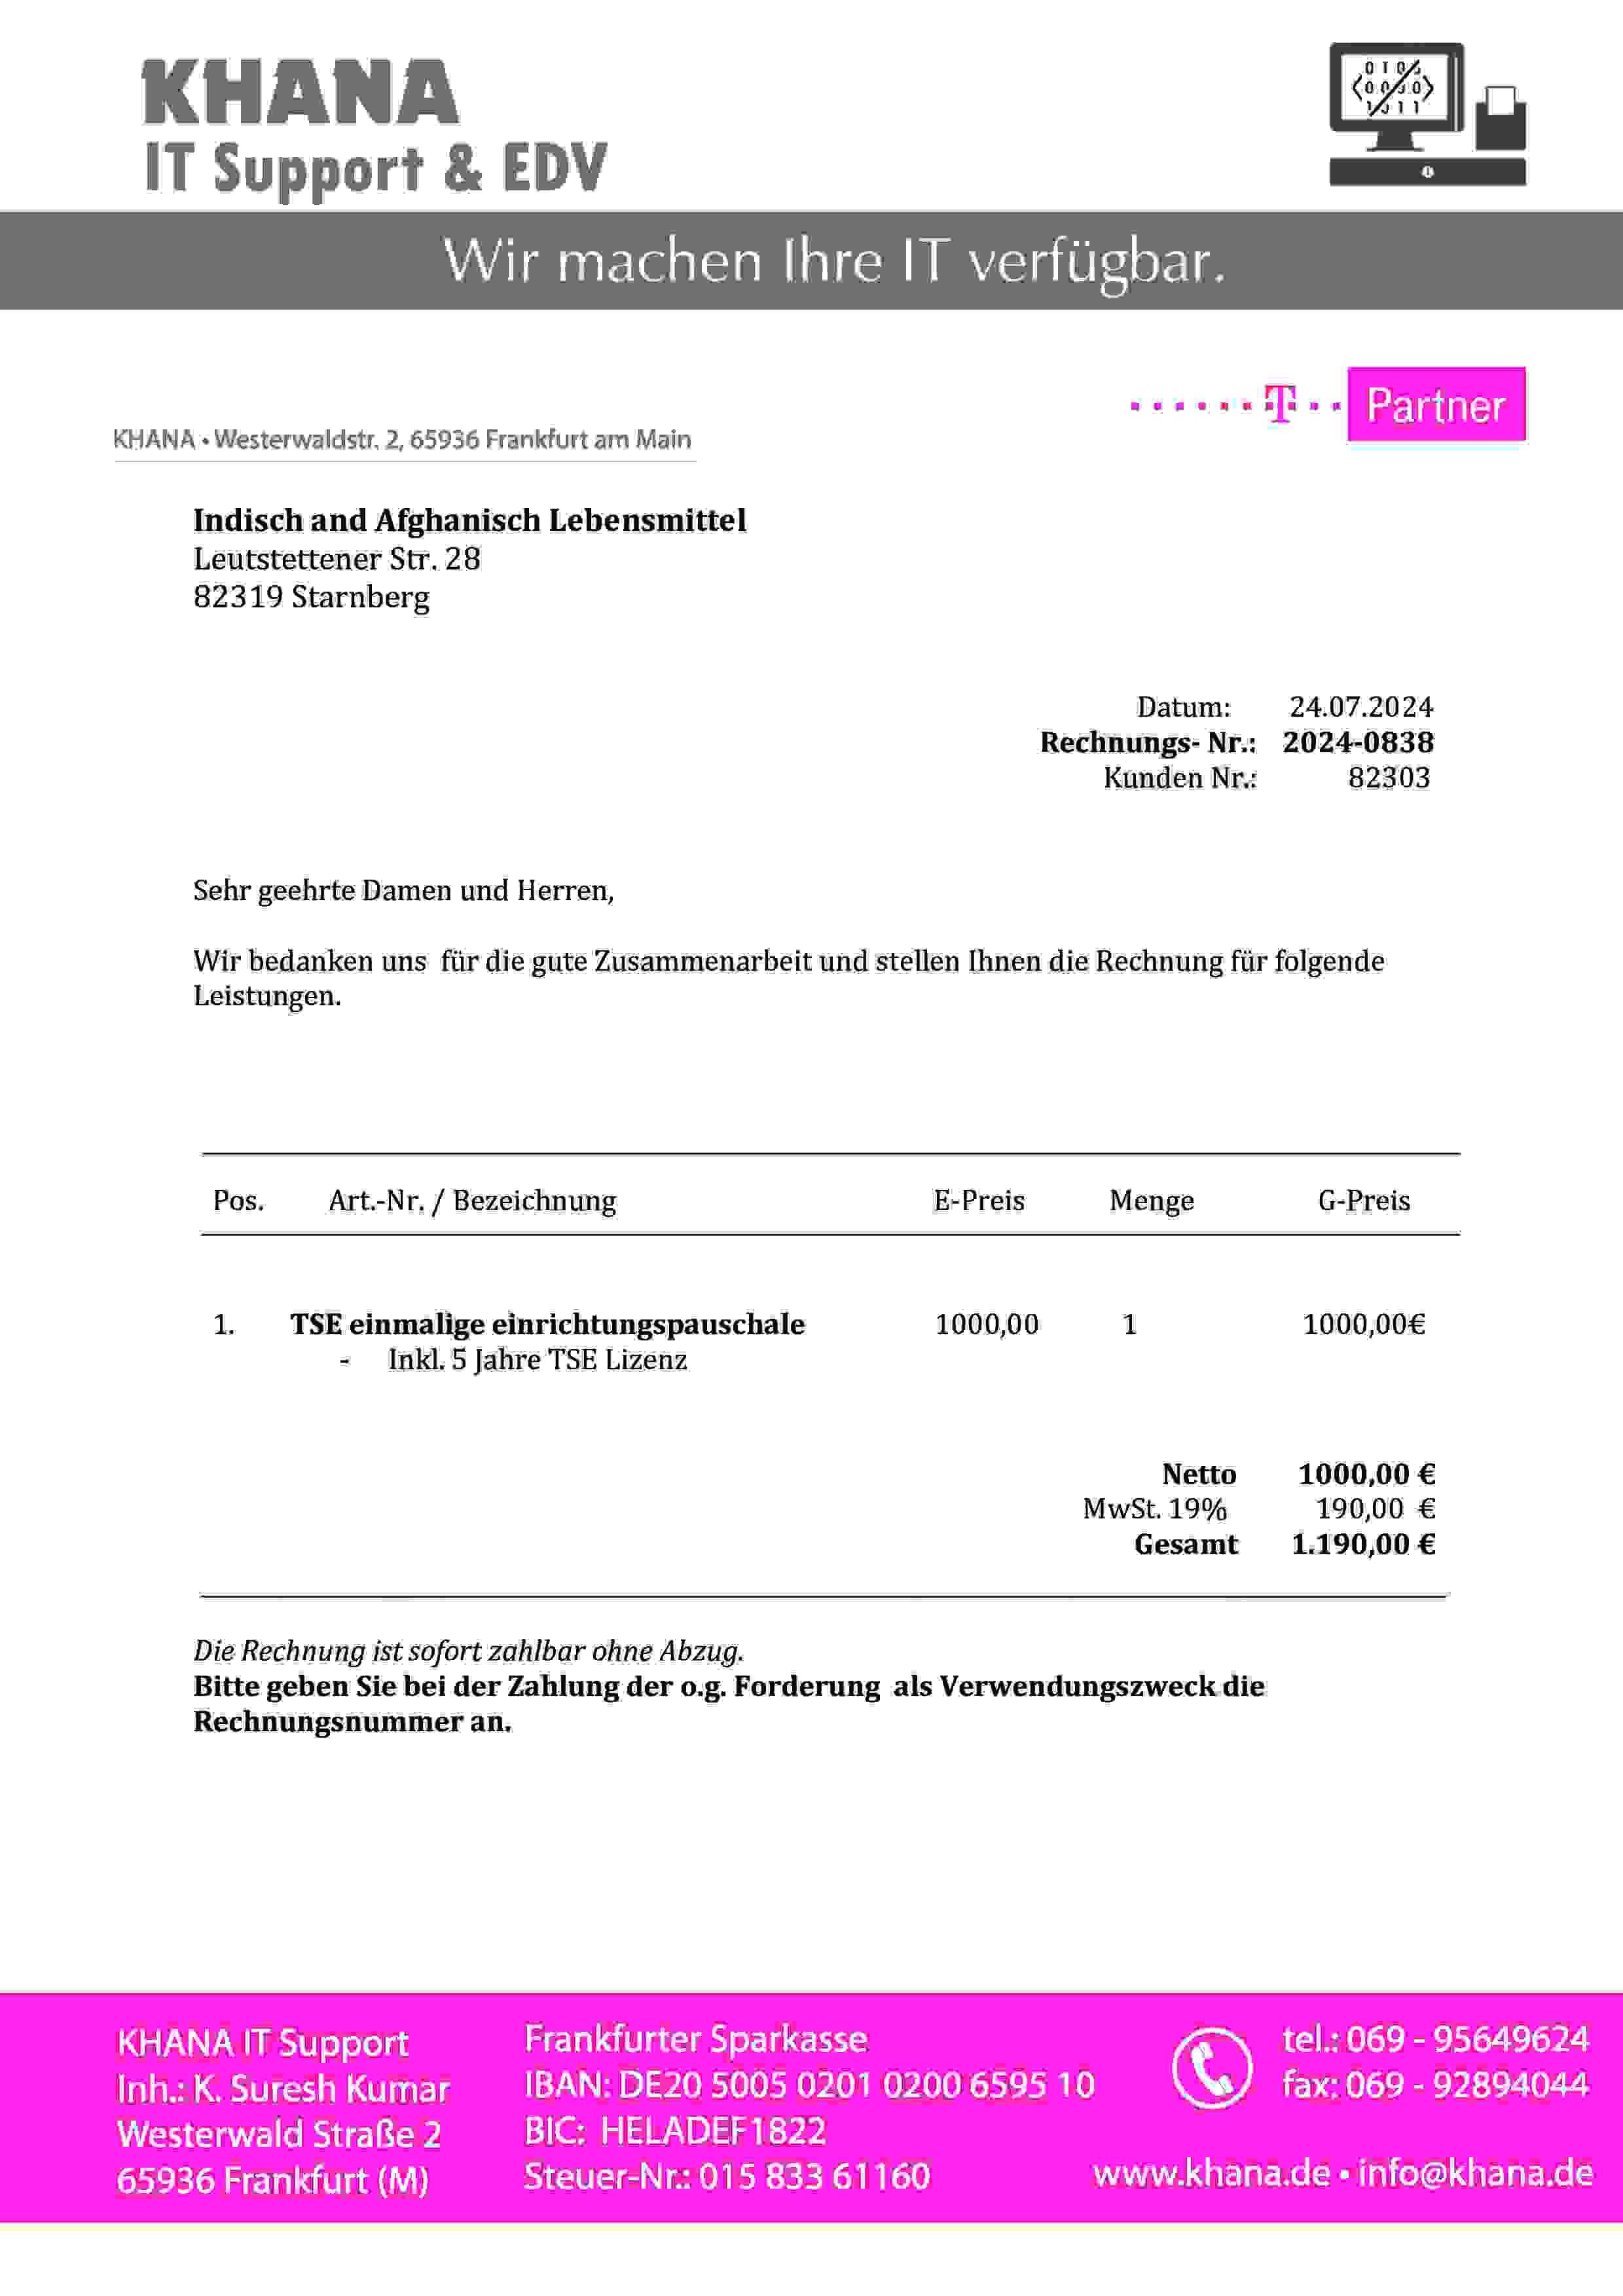 KHANA
IT Support & EDV
Wir machen Ihre IT verfügbar.
T Partner
KHANA • Westerwaldstr. 2, 65936 Frankfurt am Main
Indisch and Afghanisch Lebensmittel
Leutstettener Str. 28
82319 Starnberg
Datum: 24.07.2024
Rechnungs- Nr.: 2024-0838
Kunden Nr.: 82303
Sehr geehrte Damen und Herren,
Wir bedanken uns für die gute Zusammenarbeit und stellen Ihnen die Rechnung für folgende
Leistungen.
Pos. Art.-Nr. / Bezeichnung E-Preis Menge G-Preis
1. TSE einmalige einrichtungspauschale 1000,00 1 1000,00€
- Inkl. 5 Jahre TSE Lizenz
Netto 1000,00 €
MwSt. 19% 190,00 €
Gesamt 1.190,00 €
Die Rechnung ist sofort zahlbar ohne Abzug.
Bitte geben Sie bei der Zahlung der o.g. Forderung als Verwendungszweck die
Rechnungsnummer an.
KHANA IT Support
Inh.: K. Suresh Kumar
Westerwald Straße 2
65936 Frankfurt (M)
Frankfurter Sparkasse
IBAN: DE20 5005 0201 0200 6595 10
BIC: HELADEF1822
Steuer-Nr.: 015 833 61160
tel.: 069 - 95649624
fax: 069 - 92894044
www.khana.de • info@khana.de